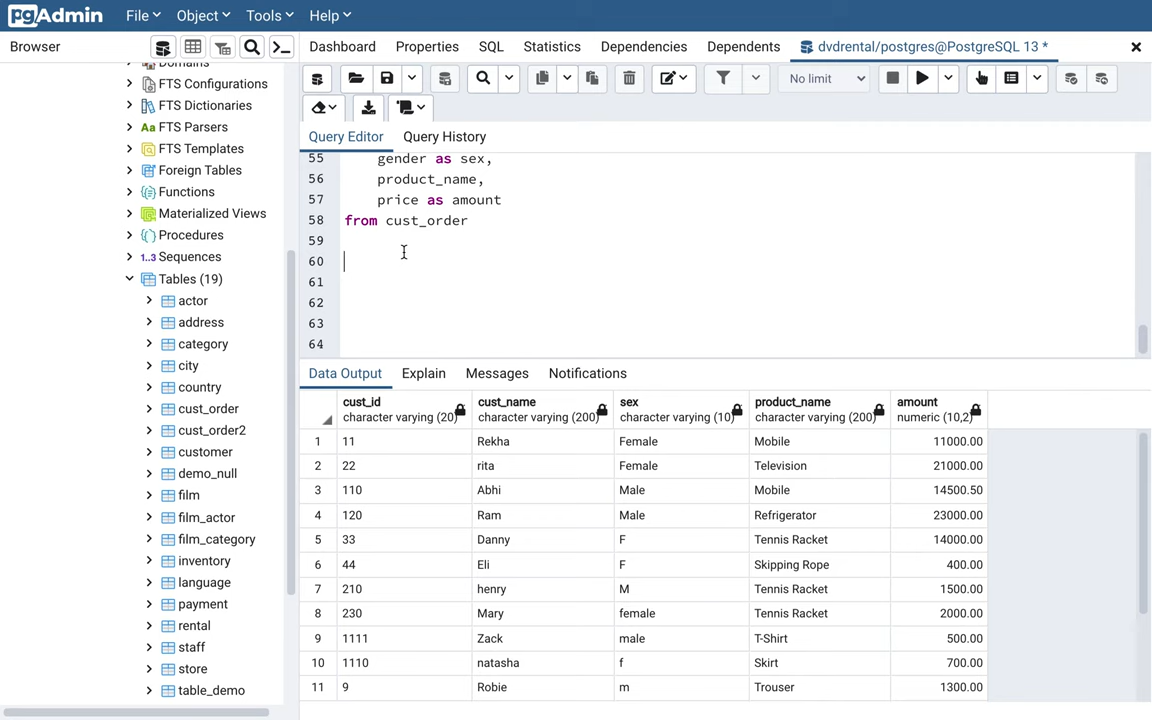 pgAdmin File Object Tools Help
Browser
Dashboard Properties SQL Statistics Dependencies Dependents dvdrental/postgres@PostgreSQL 13 *
No limit
Query Editor Query History
Domains
FTS Configurations
FTS Dictionaries
Aa FTS Parsers
FTS Templates
Foreign Tables
Functions
Materialized Views
Procedures
1..3 Sequences
Tables (19)
actor
address
category
city
country
cust_order
cust_order2
customer
demo_null
film
film_actor
film_category
inventory
language
payment
rental
staff
store
table_demo
55 gender as sex,
56 product_name,
57 price as amount
58 from cust_order
59
60
61
62
63
64
Data Output Explain Messages Notifications
cust_id cust_name sex product_name amount
character varying (20) character varying (200) character varying (10) character varying (200) numeric (10,2)
1 11 Rekha Female Mobile 11000.00
2 22 rita Female Television 21000.00
3 110 Abhi Male Mobile 14500.50
4 120 Ram Male Refrigerator 23000.00
5 33 Danny F Tennis Racket 14000.00
6 44 Eli F Skipping Rope 400.00
7 210 henry M Tennis Racket 1500.00
8 230 Mary female Tennis Racket 2000.00
9 1111 Zack male T-Shirt 500.00
10 1110 natasha f Skirt 700.00
11 9 Robie m Trouser 1300.00